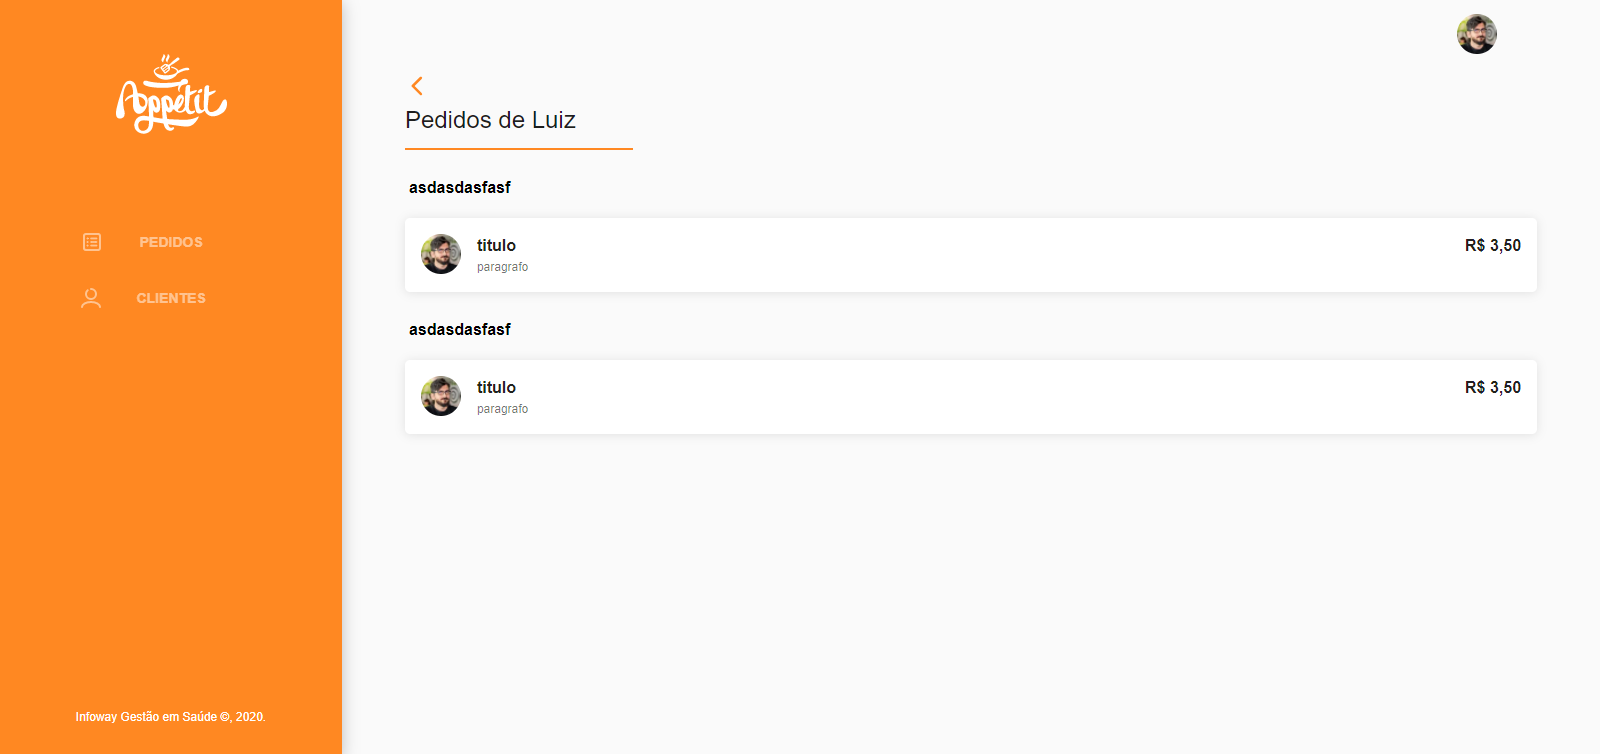 Appétit
PEDIDOS
CLIENTES
Infoway Gestão em Saúde ©, 2020.
Pedidos de Luiz
asdasdasfasf
titulo
R$ 3,50
paragrafo
asdasdasfasf
titulo
R$ 3,50
paragrafo